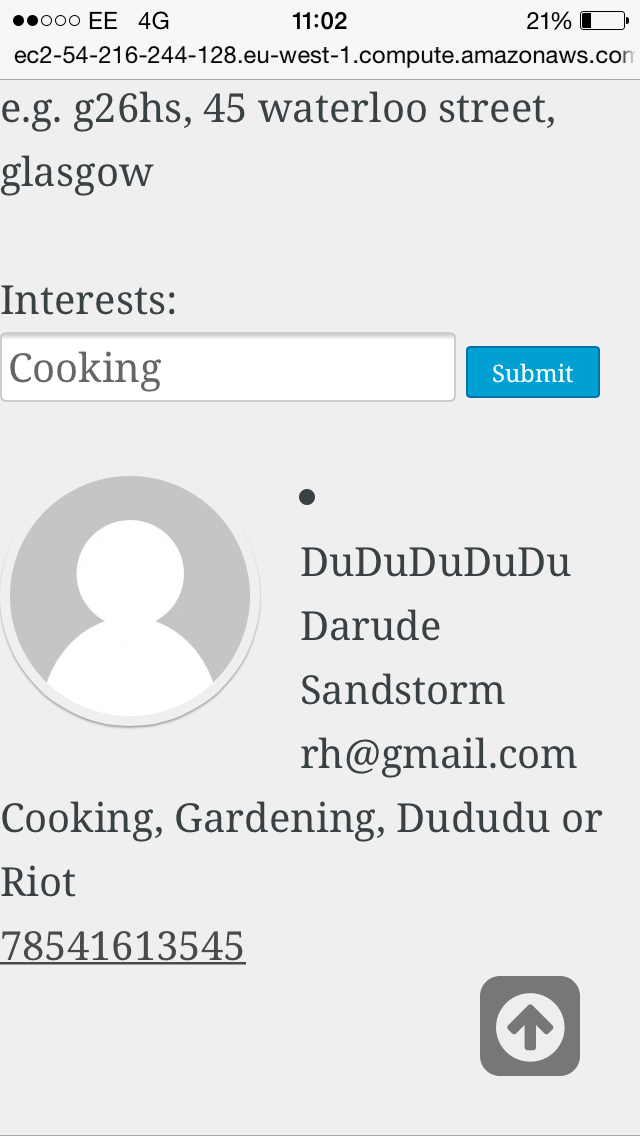 EE 4G 11:02 21%
ec2-54-216-244-128.eu-west-1.compute.amazonaws.com
e.g. g26hs, 45 waterloo street,
glasgow
Interests:
Cooking Submit
DuDuDuDuDu
Darude
Sandstorm
rh@gmail.com
Cooking, Gardening, Dududu or
Riot
78541613545